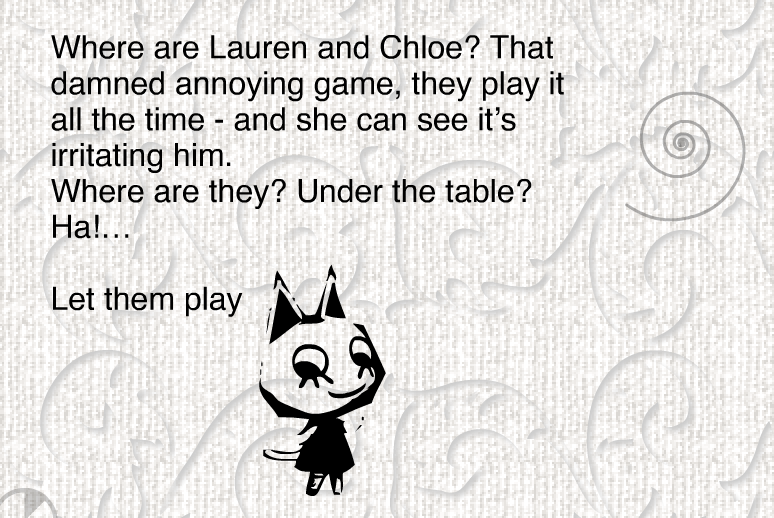 Where are Lauren and Chloe? That
damned annoying game, they play it
all the time - and she can see it’s
irritating him.
Where are they? Under the table?
Ha!…
Let them play